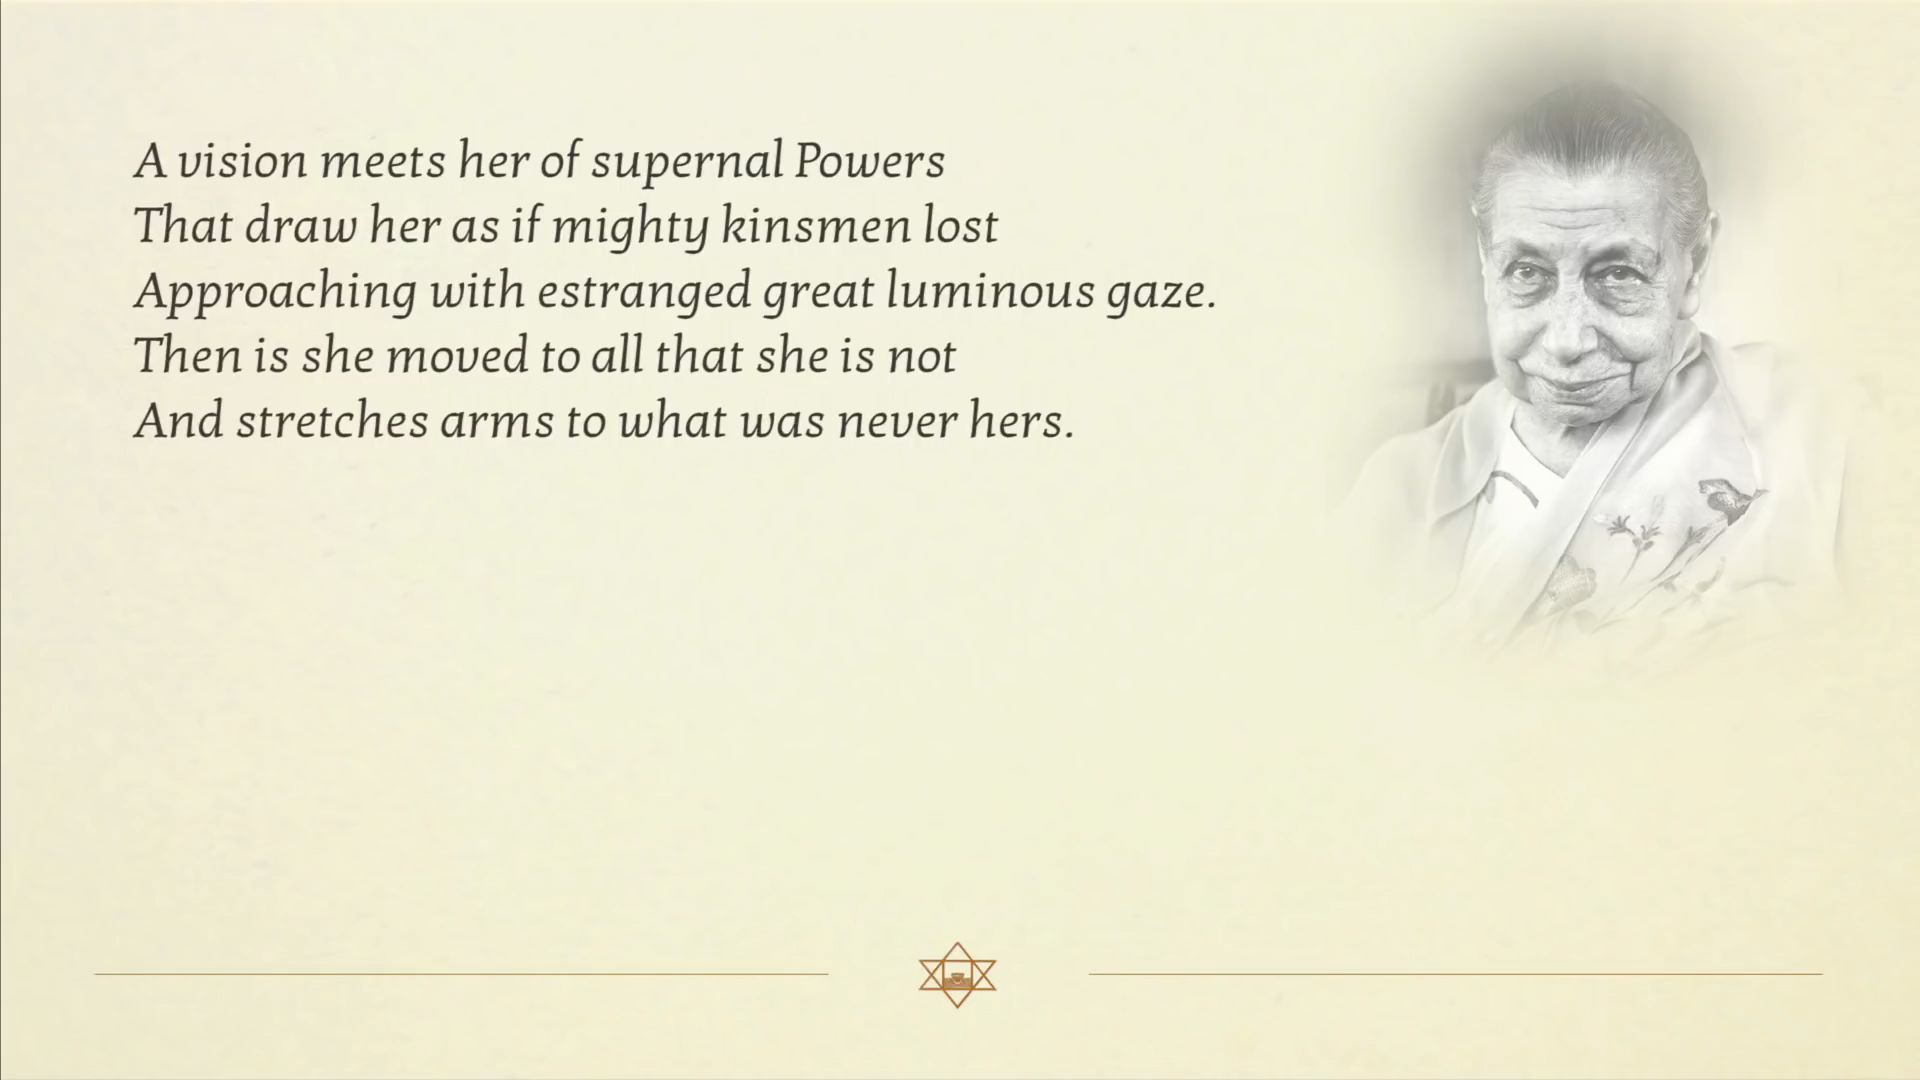 A vision meets her of supernal Powers
That draw her as if mighty kinsmen lost
Approaching with estranged great luminous gaze.
Then is she moved to all that she is not
And stretches arms to what was never hers.